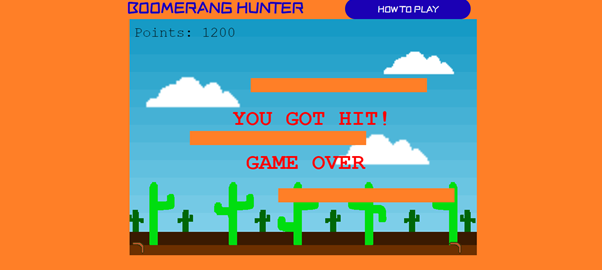 BOOMERANG HUNTER
HOW TO PLAY
Points: 1200
YOU GOT HIT!
GAME OVER